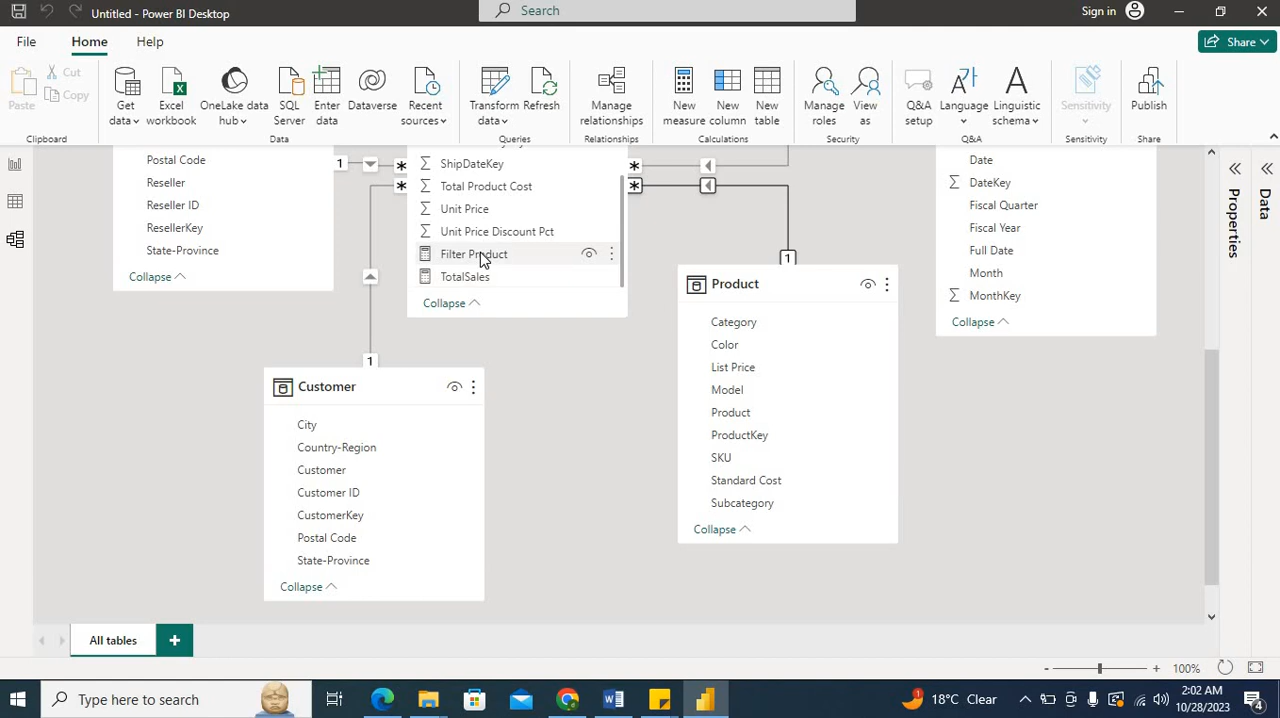 Untitled - Power BI Desktop
Search
Sign in
File
Home
Help
Share
Paste
Cut
Copy
Clipboard
Get data
Excel workbook
OneLake data hub
SQL Server
Enter data
Dataverse
Recent sources
Data
Transform data
Refresh
Queries
Manage relationships
Relationships
New measure
New column
New table
Calculations
Manage roles
View as
Security
Q&A setup
Language
Linguistic schema
Q&A
Sensitivity
Sensitivity
Publish
Share
Postal Code
Reseller
Reseller ID
ResellerKey
State-Province
Collapse
1
*
*
ShipDateKey
Total Product Cost
Unit Price
Unit Price Discount Pct
Filter Product
TotalSales
Collapse
*
*
1
1
Product
Category
Color
List Price
Model
Product
ProductKey
SKU
Standard Cost
Subcategory
Collapse
Date
DateKey
Fiscal Quarter
Fiscal Year
Full Date
Month
MonthKey
Collapse
Customer
City
Country-Region
Customer
Customer ID
CustomerKey
Postal Code
State-Province
Collapse
Properties
Data
All tables
+
- + 100%
Type here to search
18°C Clear
2:02 AM
10/28/2023
1
4